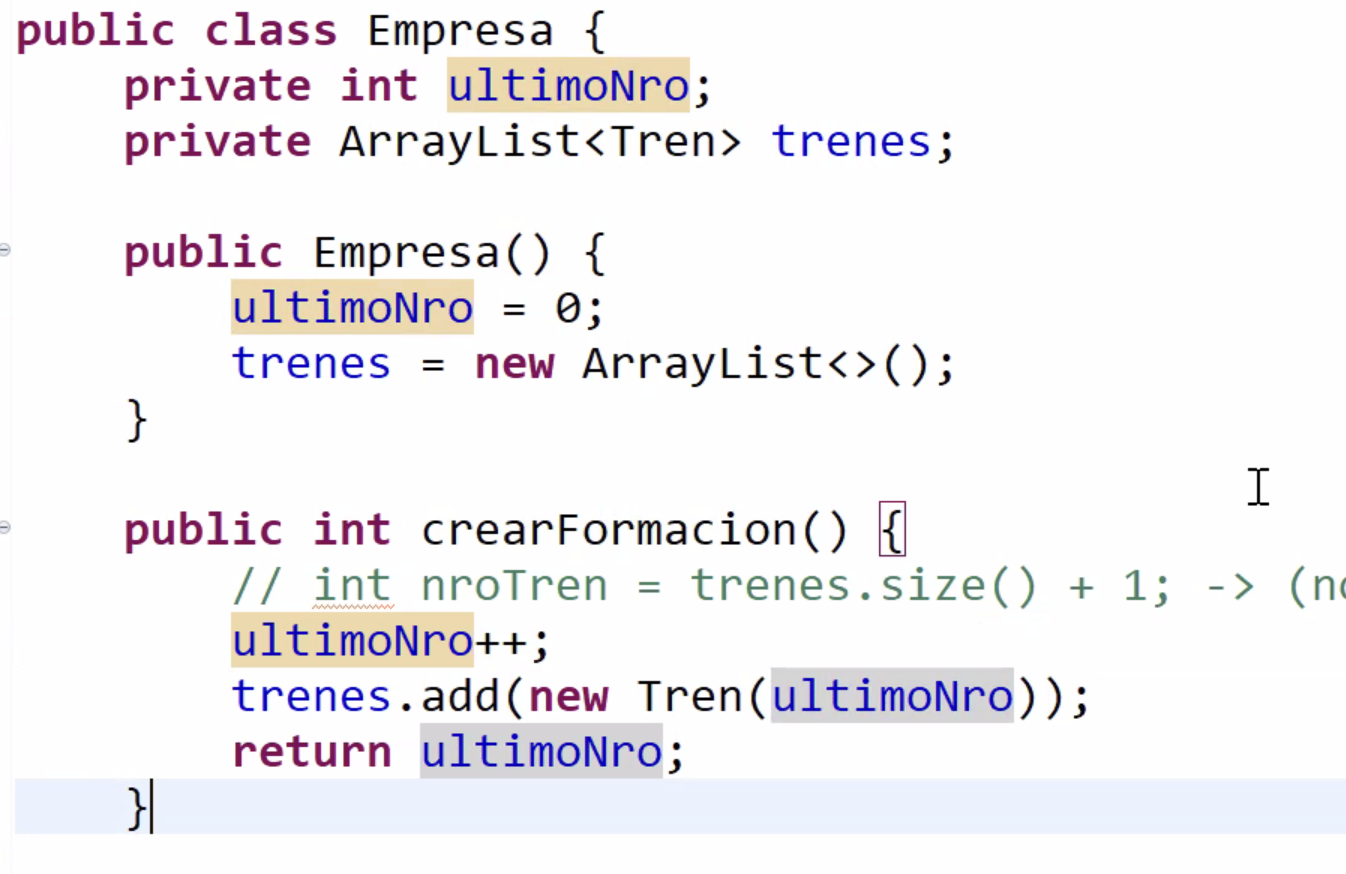 public class Empresa {
private int ultimoNro;
private ArrayList<Tren> trenes;
public Empresa() {
ultimoNro = 0;
trenes = new ArrayList<>();
}
public int crearFormacion() {
// int nroTren = trenes.size() + 1; -> (
ultimoNro++;
trenes.add(new Tren(ultimoNro));
return ultimoNro;
}